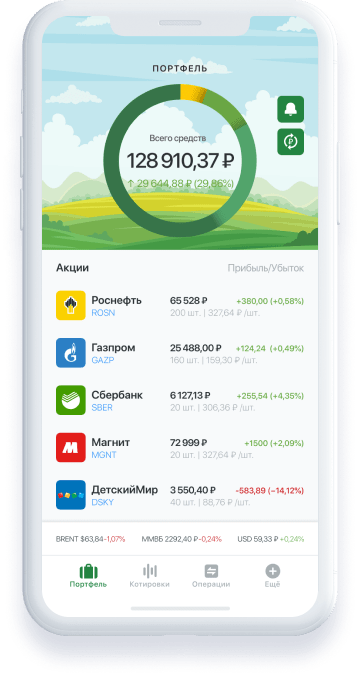 ПОРТФЕЛЬ
Всего средств
128 910,37 ₽
↑ 29 644,88 ₽ (29,86%)
Акции Прибыль/Убыток
Роснефть 65 528 ₽ +380,00 (+0,58%)
ROSN 200 шт. | 327,64 ₽ /шт.
Газпром 25 488,00 ₽ +124,24 (+0,49%)
GAZP 160 шт. | 159,30 ₽ /шт.
Сбербанк 6 127,13 ₽ +255,54 (+4,35%)
SBER 20 шт. | 306,36 ₽ /шт.
Магнит 72 999 ₽ +1500 (+2,09%)
MGNT 20 шт. | 327,64 ₽ /шт.
ДетскийМир 3 550,40 ₽ -583,89 (−14,12%)
DSKY 40 шт. | 88,76 ₽ /шт.
BRENT $63,84 -1,07% ММВБ 2292,40 ₽ -0,24% USD 59,33 ₽ +0,24%
Портфель Котировки Операции Ещё